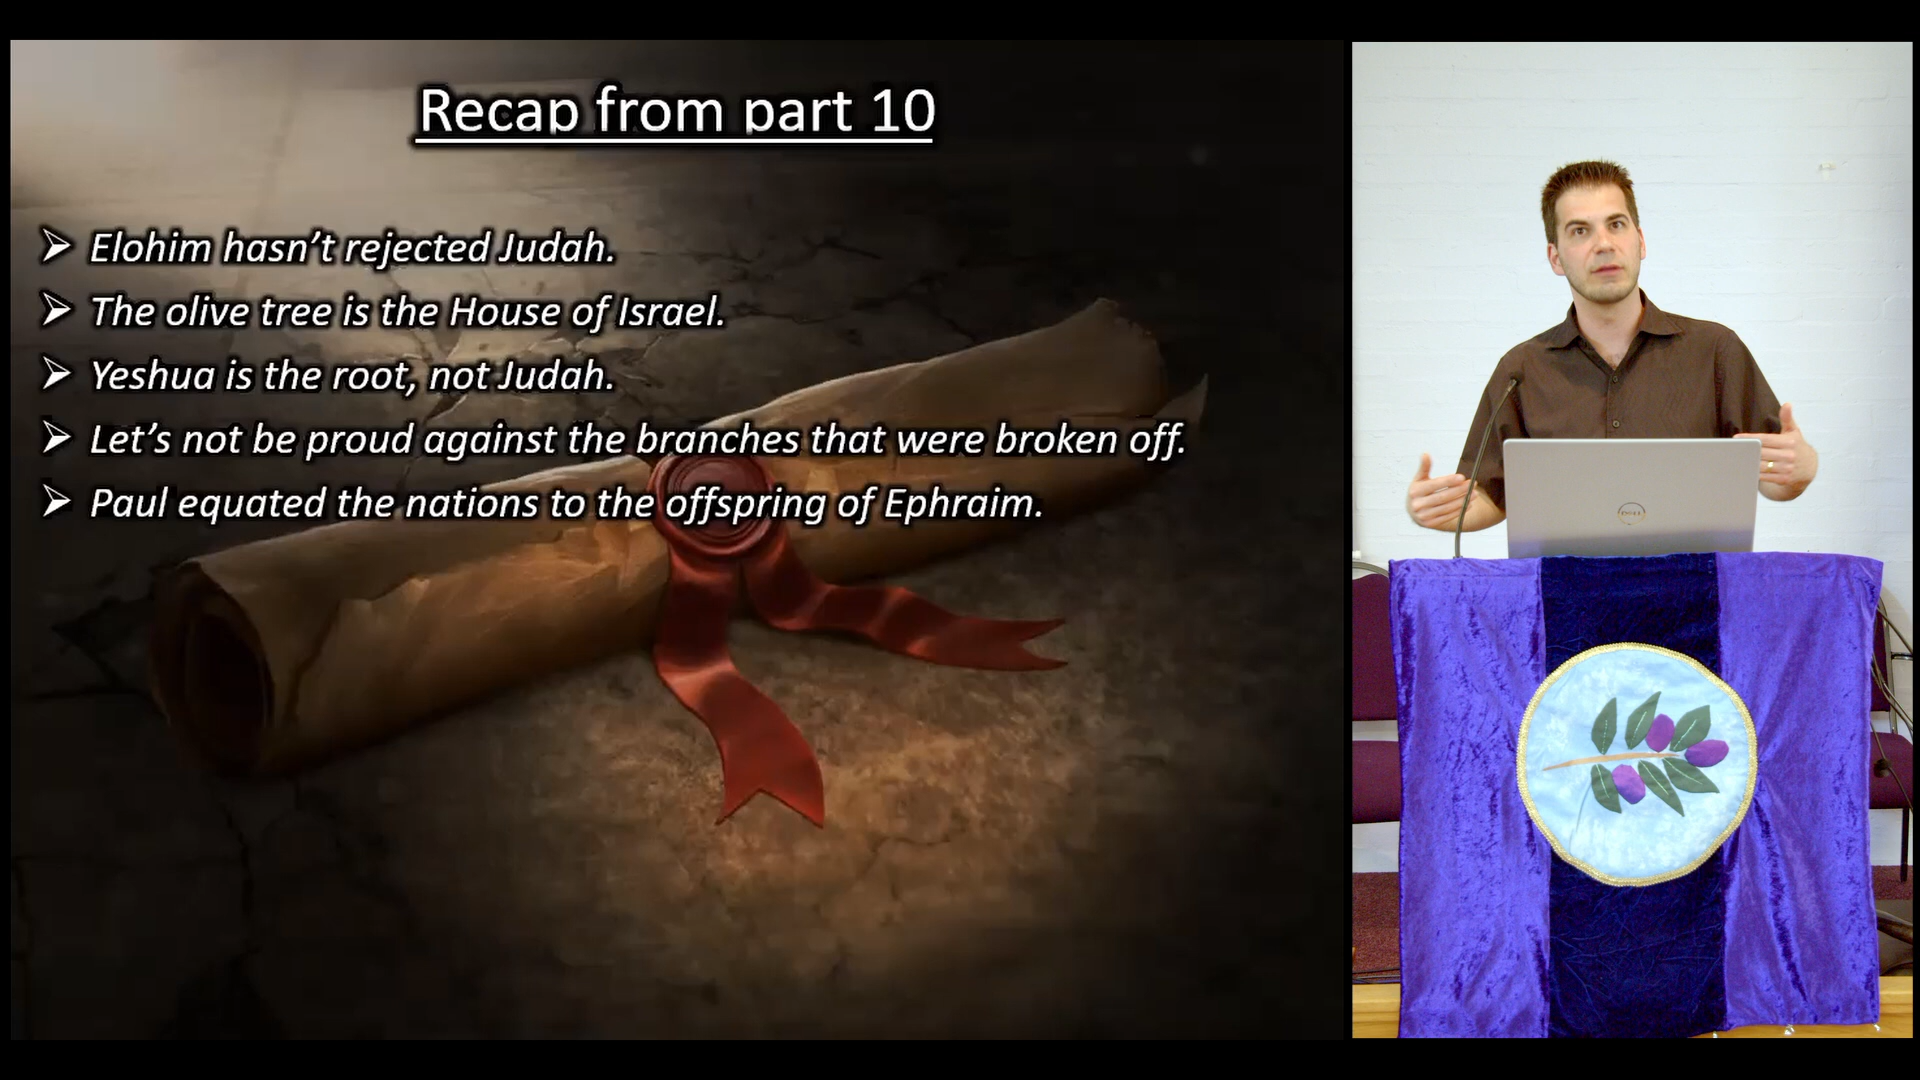 Recap from part 10
Elohim hasn't rejected Judah.
The olive tree is the House of Israel.
Yeshua is the root, not Judah.
Let's not be proud against the branches that were broken off.
Paul equated the nations to the offspring of Ephraim.
DELL